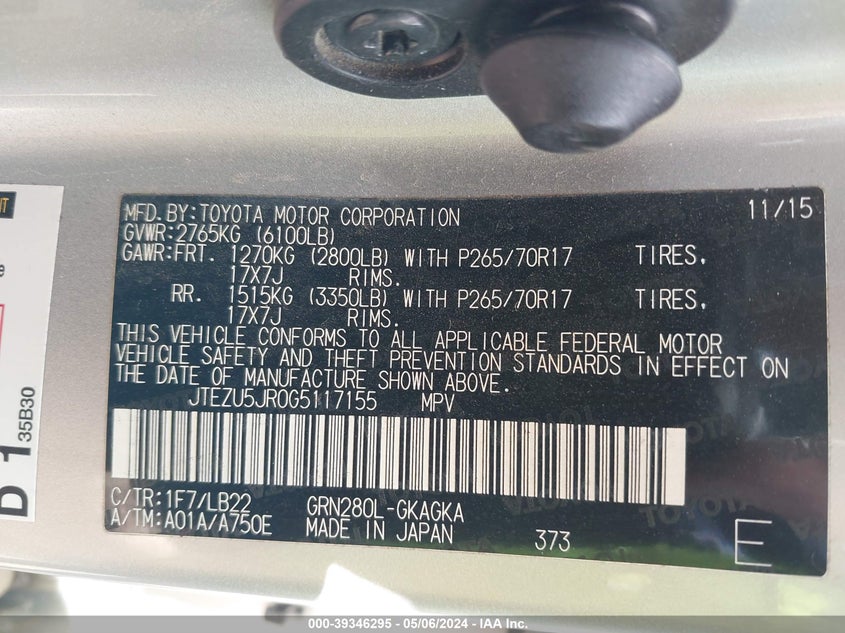 MFD. BY: TOYOTA MOTOR CORPORATION 11/15
GVWR: 2765KG (6100LB)
GAWR: FRT. 1270KG (2800LB) WITH P265/70R17 TIRES,
17X7J RIMS.
RR. 1515KG (3350LB) WITH P265/70R17 TIRES,
17X7J RIMS.
THIS VEHICLE CONFORMS TO ALL APPLICABLE FEDERAL MOTOR
VEHICLE SAFETY AND THEFT PREVENTION STANDARDS IN EFFECT ON
THE DATE OF MANUFACTURE SHOWN ABOVE.
JTEZU5JR0G5117155 MPV
C/TR: 1F7/LB22 GRN280L-GKAGKA
A/TM: A01A/A750E MADE IN JAPAN 373 E
D 1 35B30
000-39346295 - 05/06/2024 - IAA Inc.